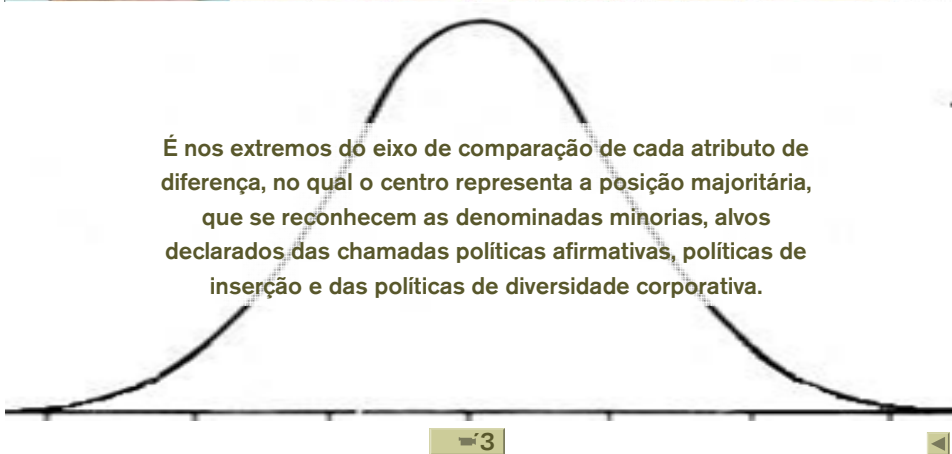 É nos extremos do eixo de comparação de cada atributo de
diferença, no qual o centro representa a posição majoritária,
que se reconhecem as denominadas minorias, alvos
declarados das chamadas políticas afirmativas, políticas de
inserção e das políticas de diversidade corporativa.
3